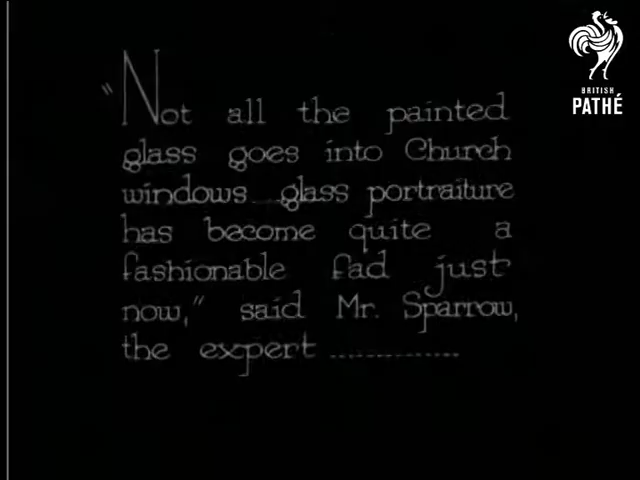 BRITISH
PATHÉ
"Not all the painted
glass goes into Church
windows...glass portraiture
has become quite a
fashionable fad just
now," said Mr. Sparrow,
the expert ..............